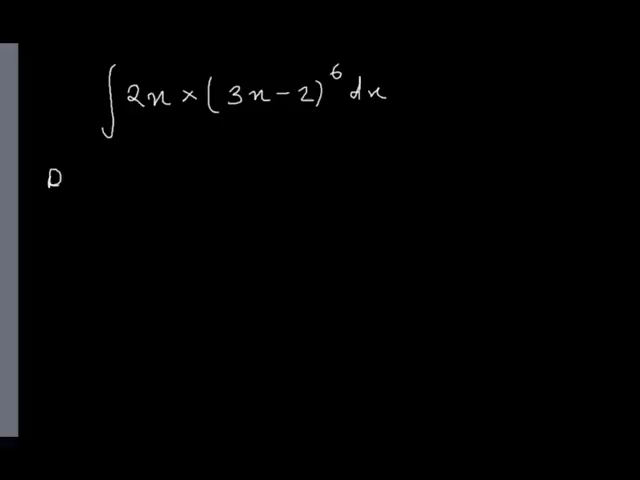 ∫ 2x × (3x − 2)⁶ dx
D